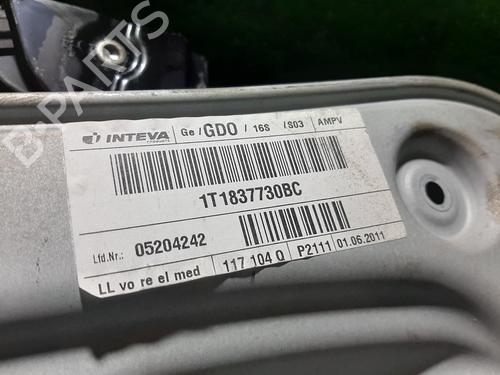 INTEVA
PRODUCTS
Ge / GDO / 16S / S03 AMPV
1T1837730BC
Lfd.Nr.: 05204242
LL vo re el med 117 104 Q P2111 01.06.2011
B-PARTS